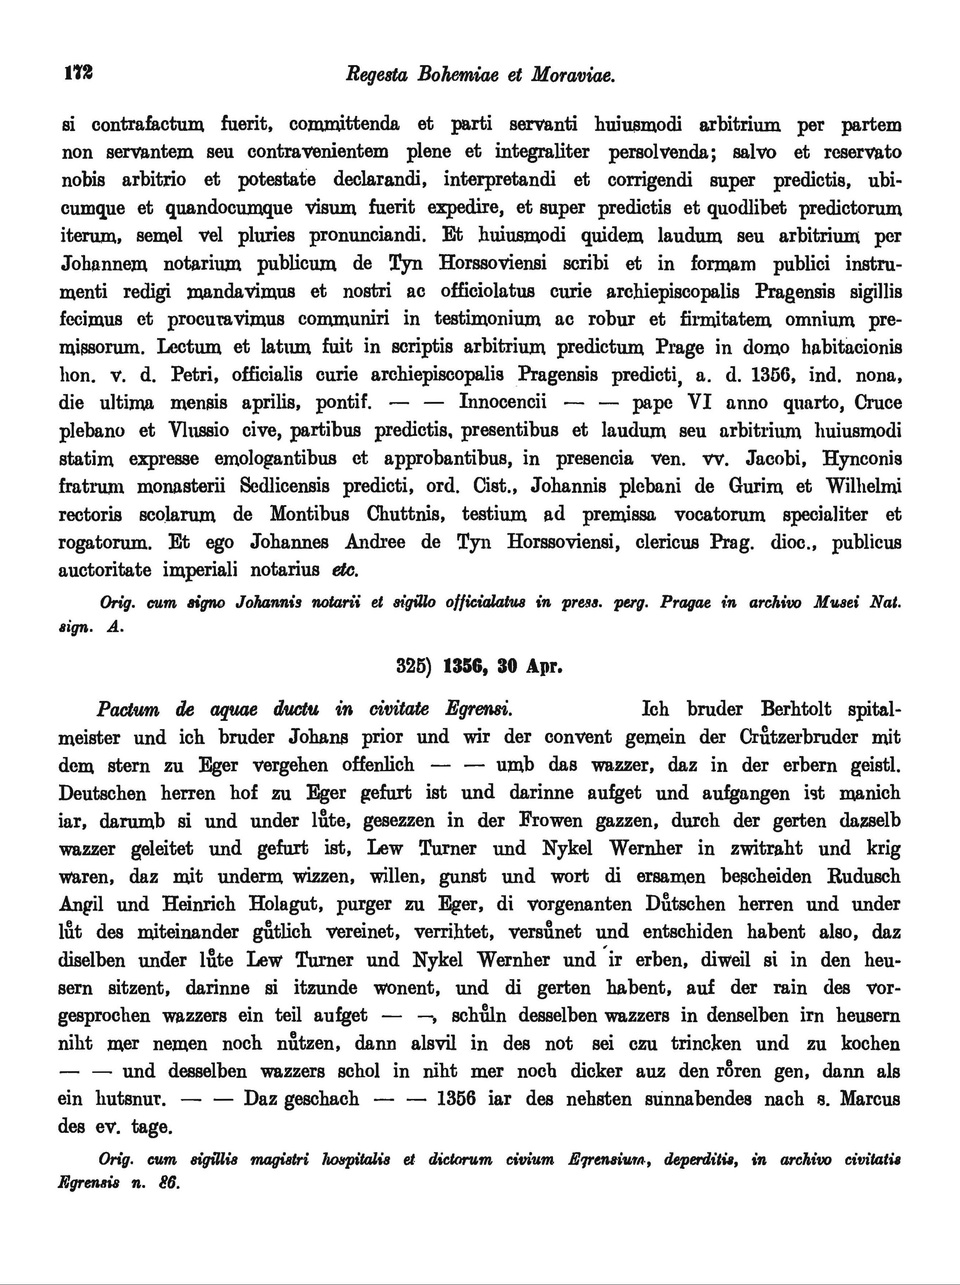 172 Regesta Bohemiae et Moraviae.
si contrafactum fuerit, committenda et parti servanti huiusmodi arbitrium per partem
non servantem seu contravenientem plene et integraliter persolvenda; salvo et reservato
nobis arbitrio et potestate declarandi, interpretandi et corrigendi super predictis, ubi-
cumque et quandocumque visum fuerit expedire, et super predictis et quodlibet predictorum
iterum, semel vel pluries pronunciandi. Et huiusmodi quidem laudum seu arbitrium per
Johannem notarium publicum de Tyn Horssoviensi scribi et in formam publici instru-
menti redigi mandavimus et nostri ac officiolatus curie archiepiscopalis Pragensis sigillis
fecimus et procuravimus communiri in testimonium ac robur et firmitatem omnium pre-
missorum. Lectum et latum fuit in scriptis arbitrium predictum Prage in domo habitacionis
hon. v. d. Petri, officialis curie archiepiscopalis Pragensis predicti, a. d. 1356, ind. nona,
die ultima mensis aprilis, pontif. — — Innocencii — — pape VI anno quarto, Cruce
plebano et Vlussio cive, partibus predictis, presentibus et laudum seu arbitrium huiusmodi
statim expresse emologantibus et approbantibus, in presencia ven. vv. Jacobi, Hynconis
fratrum monasterii Sedlicensis predicti, ord. Cist., Johannis plebani de Gurim et Wilhelmi
rectoris scolarum de Montibus Chuttnis, testium ad premissa vocatorum specialiter et
rogatorum. Et ego Johannes Andree de Tyn Horssoviensi, clericus Prag. dioc., publicus
auctoritate imperiali notarius etc.
Orig. cum signo Johannis notarii et sigillo officialatus in press. perg. Pragae in archivo Musei Nat.
sign. A.
325) 1356, 30 Apr.
Pactum de aquae ductu in civitate Egrensi. Ich bruder Berhtolt spital-
meister und ich bruder Johans prior und wir der convent gemein der Crůtzerbruder mit
dem stern zu Eger vergehen offenlich — — umb das wazzer, daz in der erbern geistl.
Deutschen herren hof zu Eger gefurt ist und darinne aufget und aufgangen ist manich
iar, darumb si und under lůte, gesezzen in der Frowen gazzen, durch der gerten dazselb
wazzer geleitet und gefurt ist, Lew Turner und Nykel Wernher in zwitraht und krig
waren, daz mit underm wizzen, willen, gunst und wort di ersamen bescheiden Rudusch
Angil und Heinrich Holagut, purger zu Eger, di vorgenanten Důtschen herren und under
lůt des miteinander gůtlich vereinet, verrihtet, versůnet und entschiden habent also, daz
diselben under lůte Lew Turner und Nykel Wernher und ir erben, diweil si in den heu-
sern sitzent, darinne si itzunde wonent, und di gerten habent, auf der rain des vor-
gesprochen wazzers ein teil aufget — —, schůln desselben wazzers in denselben irn heusern
niht mer nemen noch nůtzen, dann alsvil in des not sei czu trincken und zu kochen
— — und desselben wazzers schol in niht mer noch dicker auz den ro̊ren gen, dann als
ein hutsnur. — — Daz geschach — — 1356 iar des nehsten sunnabendes nach s. Marcus
des ev. tage.
Orig. cum sigillis magistri hospitalis et dictorum civium Egrensium, deperditis, in archivo civitatis
Egrensis n. 86.